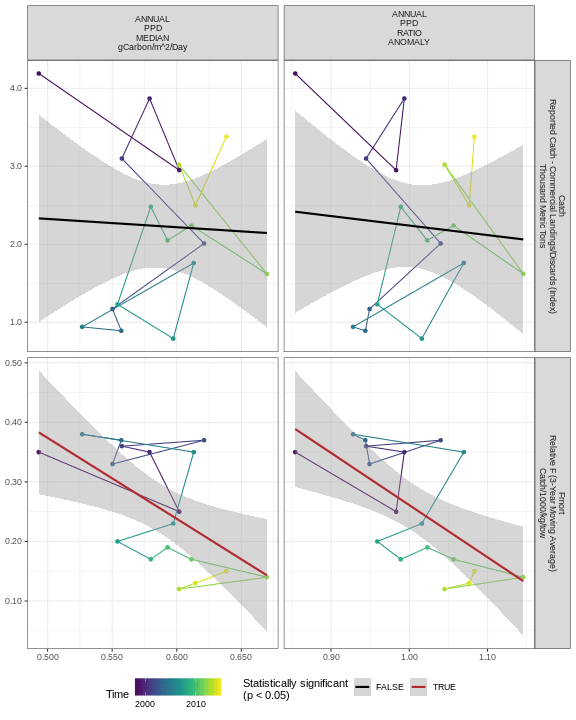 ANNUAL
PPD
MEDIAN
gCarbon/m^2/Day
ANNUAL
PPD
RATIO
ANOMALY
4.0
3.0
2.0
1.0
Catch
Reported Catch - Commercial Landings/Discards (Index)
Thousand Metric Tons
0.50
0.40
0.30
0.20
0.10
Fmort
Relative F (3-Year Moving Average)
Catch/1000/kg/tow
0.500
0.550
0.600
0.650
0.90
1.00
1.10
Time
2000
2010
Statistically significant
(p < 0.05)
FALSE
TRUE